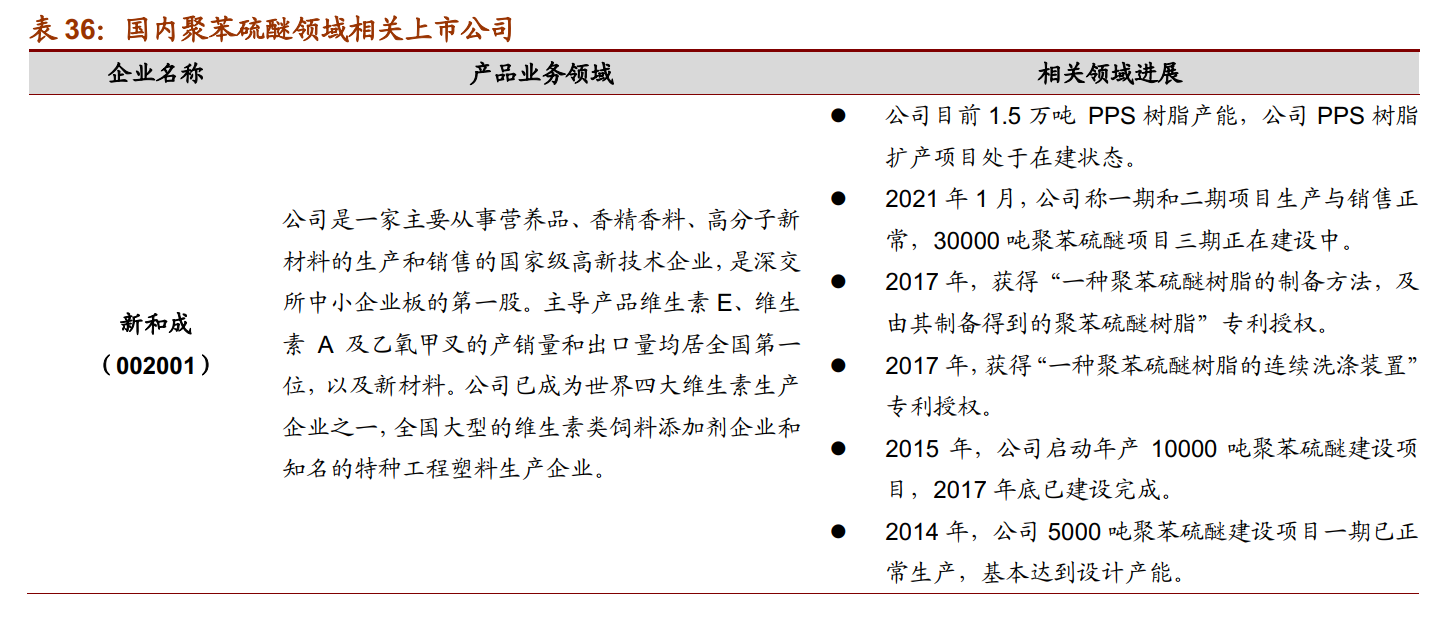 表 36：国内聚苯硫醚领域相关上市公司
企业名称
产品业务领域
相关领域进展
新和成
（002001）
公司是一家主要从事营养品、香精香料、高分子新
材料的生产和销售的国家级高新技术企业，是深交
所中小企业板的第一股。主导产品维生素 E、维生
素 A 及乙氧甲叉的产销量和出口量均居全国第一
位，以及新材料。公司已成为世界四大维生素生产
企业之一，全国大型的维生素类饲料添加剂企业和
知名的特种工程塑料生产企业。
● 公司目前 1.5 万吨 PPS 树脂产能，公司 PPS 树脂
扩产项目处于在建状态。
● 2021 年 1 月，公司称一期和二期项目生产与销售正
常，30000 吨聚苯硫醚项目三期正在建设中。
● 2017 年，获得“一种聚苯硫醚树脂的制备方法，及
由其制备得到的聚苯硫醚树脂”专利授权。
● 2017 年，获得“一种聚苯硫醚树脂的连续洗涤装置”
专利授权。
● 2015 年，公司启动年产 10000 吨聚苯硫醚建设项
目，2017 年底已建设完成。
● 2014 年，公司 5000 吨聚苯硫醚建设项目一期已正
常生产，基本达到设计产能。